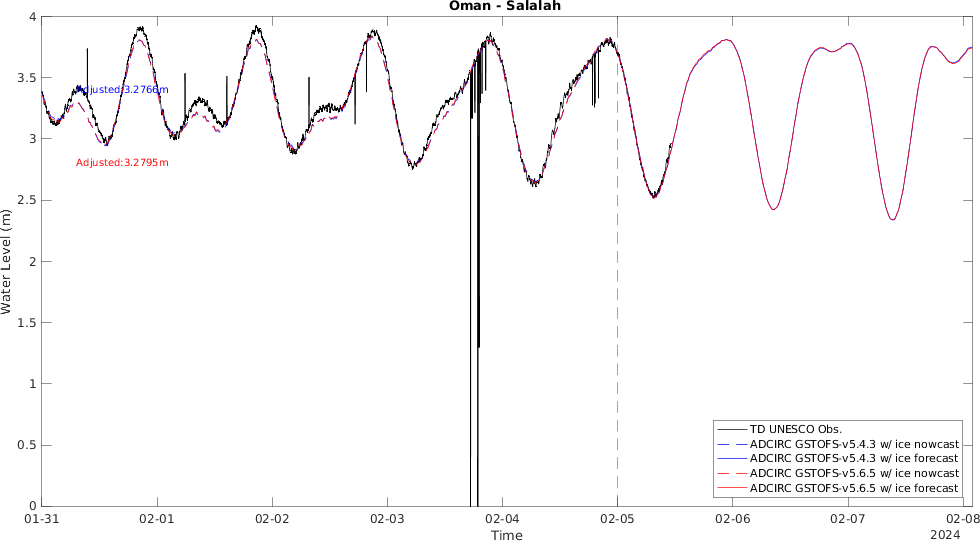 Oman - Salalah
4
3.5
3
2.5
2
1.5
1
0.5
0
Water Level (m)
Adjusted:3.2766m
Adjusted:3.2795m
TD UNESCO Obs.
ADCIRC GSTOFS-v5.4.3 w/ ice nowcast
ADCIRC GSTOFS-v5.4.3 w/ ice forecast
ADCIRC GSTOFS-v5.6.5 w/ ice nowcast
ADCIRC GSTOFS-v5.6.5 w/ ice forecast
01-31 02-01 02-02 02-03 02-04 02-05 02-06 02-07 02-08
Time
2024